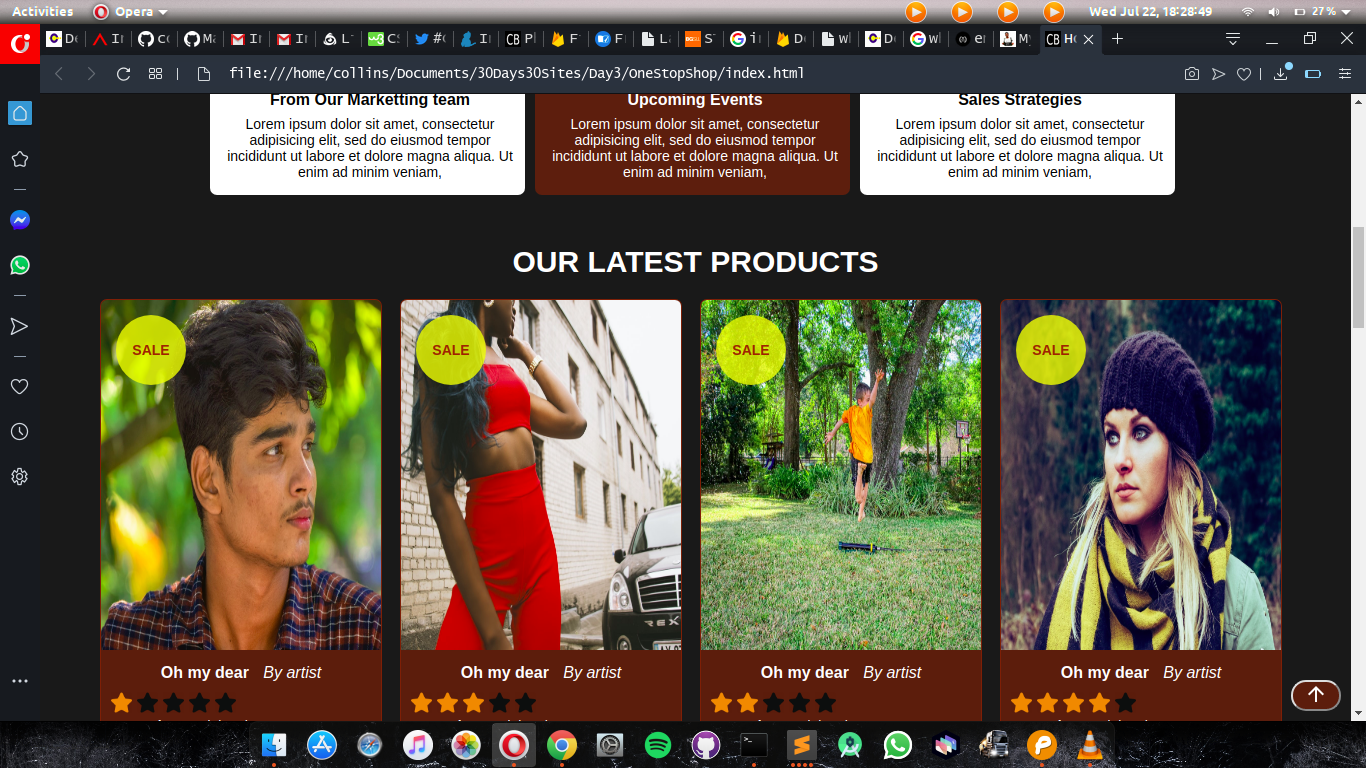 Activities Opera Wed Jul 22, 18:28:49 27%
file:///home/collins/Documents/30Days30Sites/Day3/OneStopShop/index.html
From Our Marketting team
Lorem ipsum dolor sit amet, consectetur
adipisicing elit, sed do eiusmod tempor
incididunt ut labore et dolore magna aliqua. Ut
enim ad minim veniam,
Upcoming Events
Lorem ipsum dolor sit amet, consectetur
adipisicing elit, sed do eiusmod tempor
incididunt ut labore et dolore magna aliqua. Ut
enim ad minim veniam,
Sales Strategies
Lorem ipsum dolor sit amet, consectetur
adipisicing elit, sed do eiusmod tempor
incididunt ut labore et dolore magna aliqua. Ut
enim ad minim veniam,
OUR LATEST PRODUCTS
SALE
SALE
SALE
SALE
REX
Oh my dear By artist
Oh my dear By artist
Oh my dear By artist
Oh my dear By artist